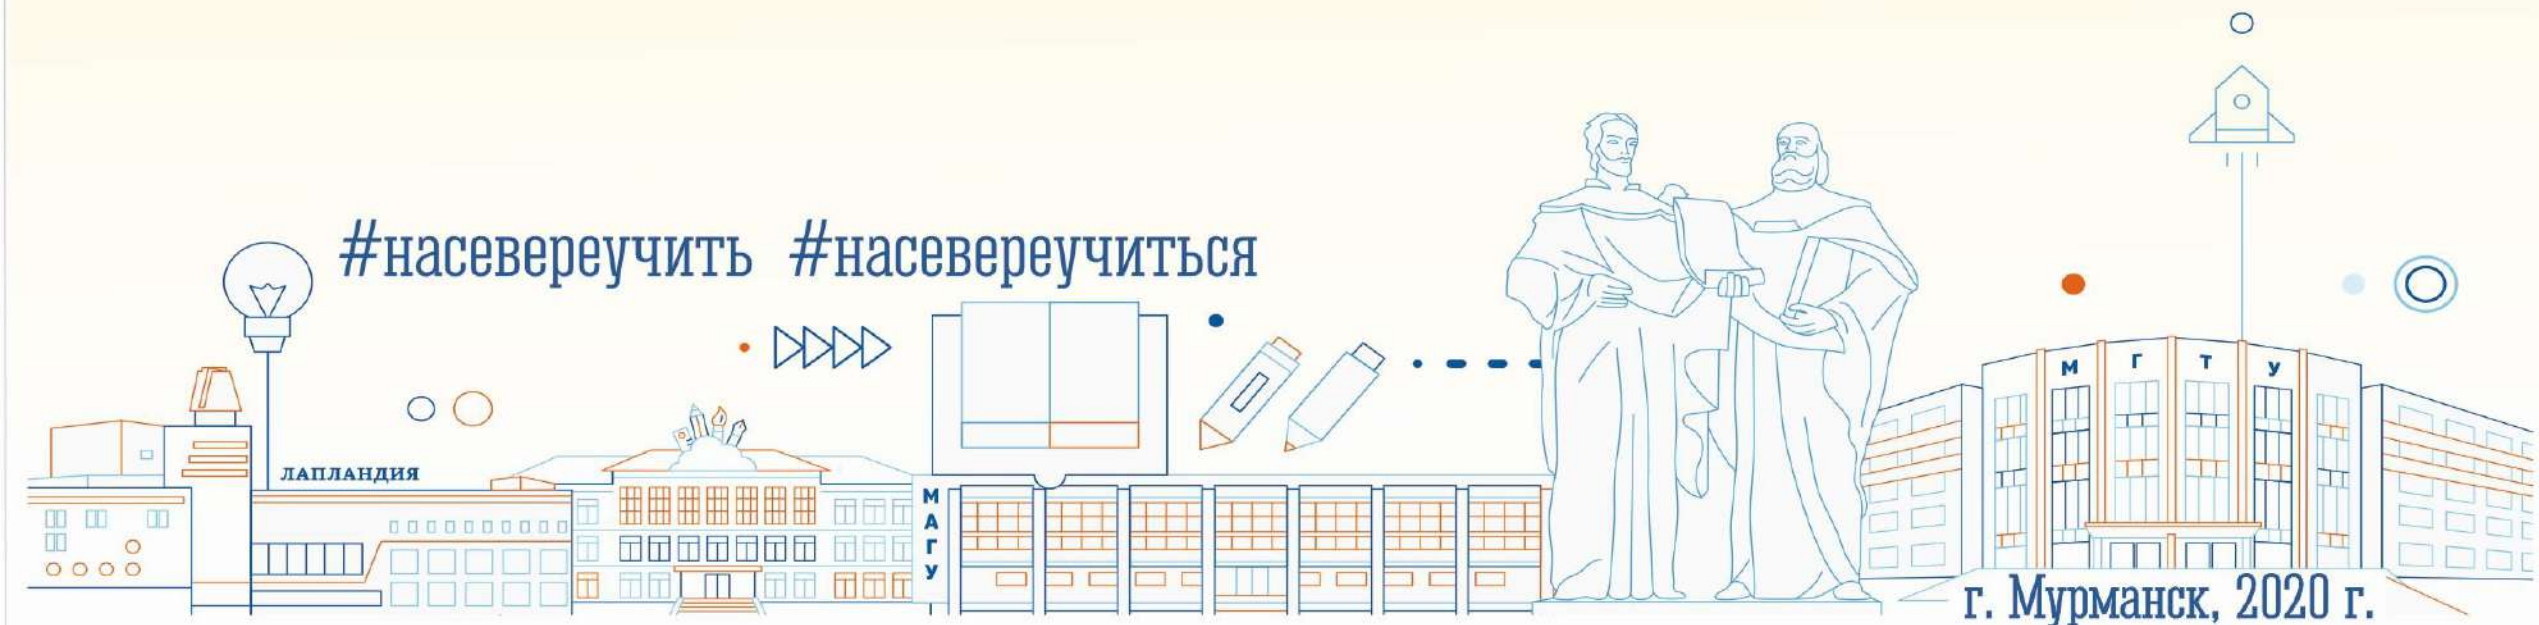 #насевереучить #насевереучиться
ЛАПЛАНДИЯ
МАГУ
МГТУ
г. Мурманск, 2020 г.